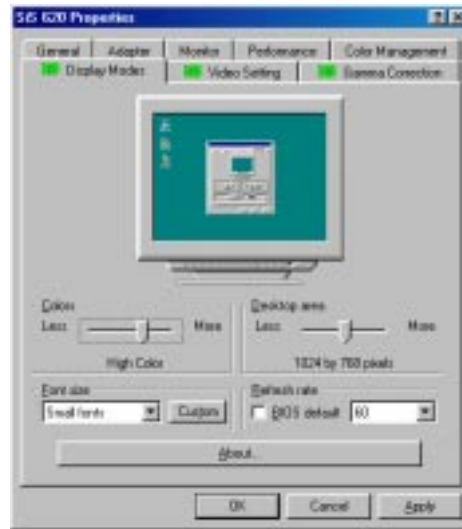 SiS 620 Properties
General Adapter Monitor Performance Color Management
Display Modes Video Setting Gamma Correction
Colors
Less More
High Color
Desktop area
Less More
1024 by 768 pixels
Font size
Small fonts Custom
Refresh rate
BIOS default 60
About...
OK Cancel Apply